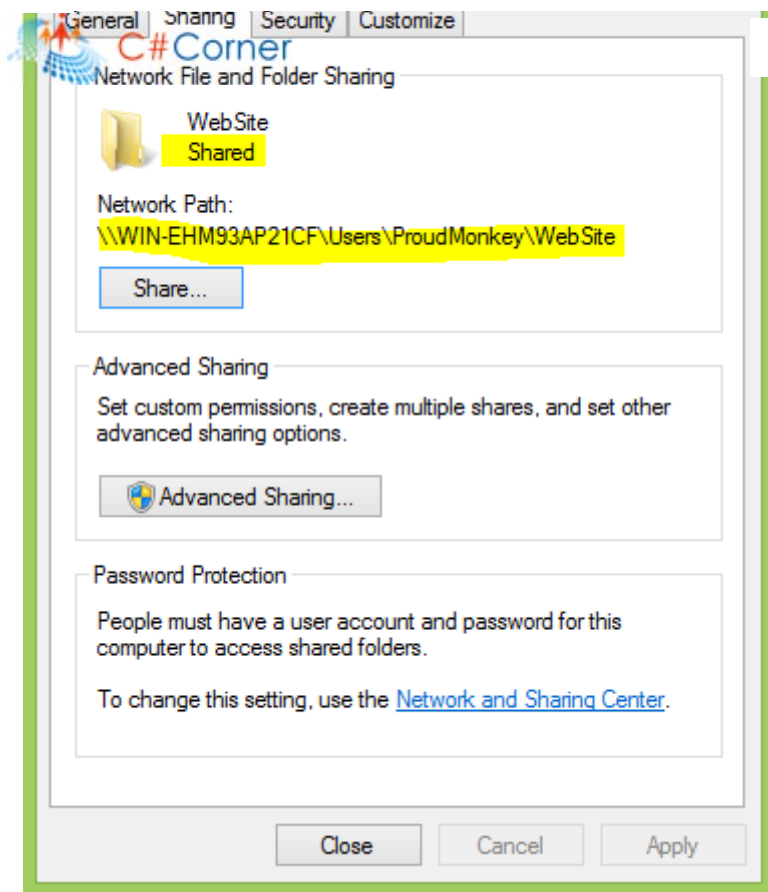 General Sharing Security Customize
C#Corner
Network File and Folder Sharing
WebSite
Shared
Network Path:
\\WIN-EHM93AP21CF\Users\ProudMonkey\WebSite
Share...
Advanced Sharing
Set custom permissions, create multiple shares, and set other
advanced sharing options.
Advanced Sharing...
Password Protection
People must have a user account and password for this
computer to access shared folders.
To change this setting, use the Network and Sharing Center.
Close Cancel Apply